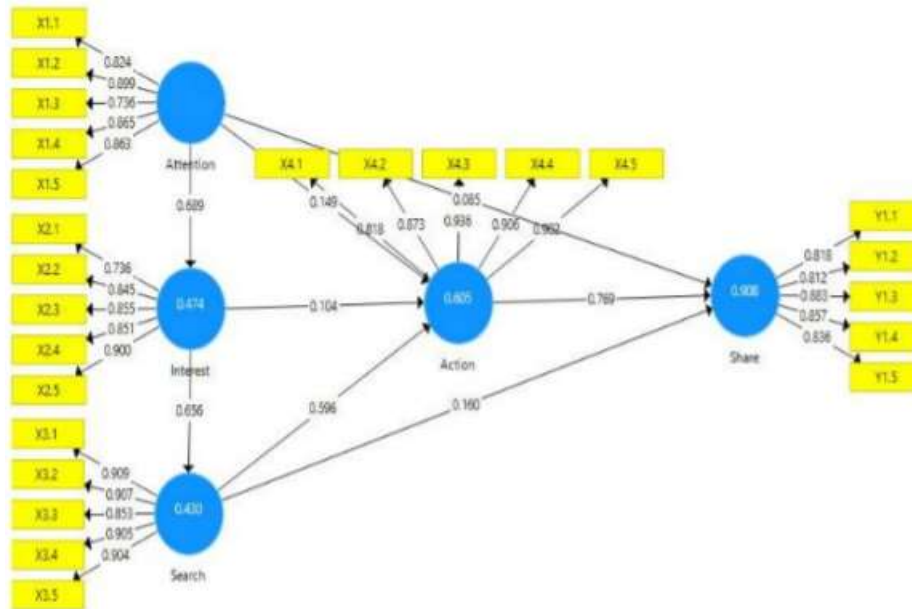 X1.1
X1.2
X1.3
X1.4
X1.5
0.824
0.899
0.736
0.865
0.863
Attention
0.689
0.149
0.085
X4.1
X4.2
X4.3
X4.4
X4.5
0.818
0.873
0.936
0.906
0.902
X2.1
X2.2
X2.3
X2.4
X2.5
0.736
0.845
0.855
0.851
0.900
0.474
Interest
0.104
0.656
0.605
Action
0.769
0.596
0.160
0.908
Share
Y1.1
Y1.2
Y1.3
Y1.4
Y1.5
0.818
0.812
0.883
0.857
0.836
X3.1
X3.2
X3.3
X3.4
X3.5
0.909
0.907
0.853
0.905
0.904
0.430
Search